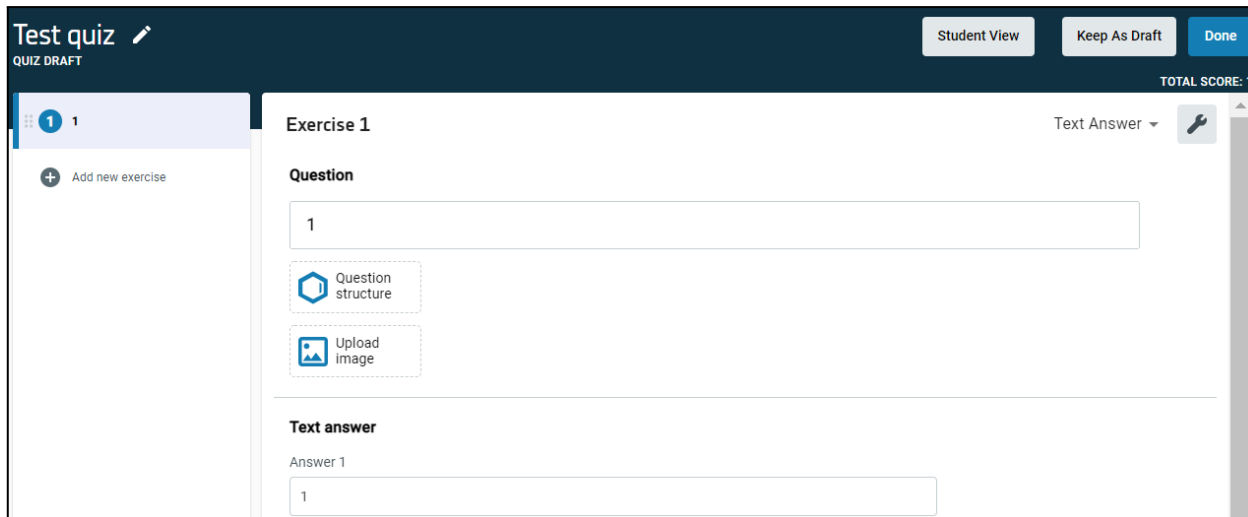 Test quiz
QUIZ DRAFT
Student View
Keep As Draft
Done
TOTAL SCORE:
1 1
Add new exercise
Exercise 1
Text Answer
Question
1
Question
structure
Upload
image
Text answer
Answer 1
1